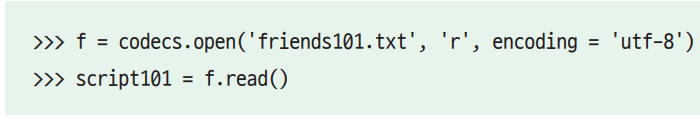 >>> f = codecs.open('friends101.txt', 'r', encoding = 'utf-8')
>>> script101 = f.read()